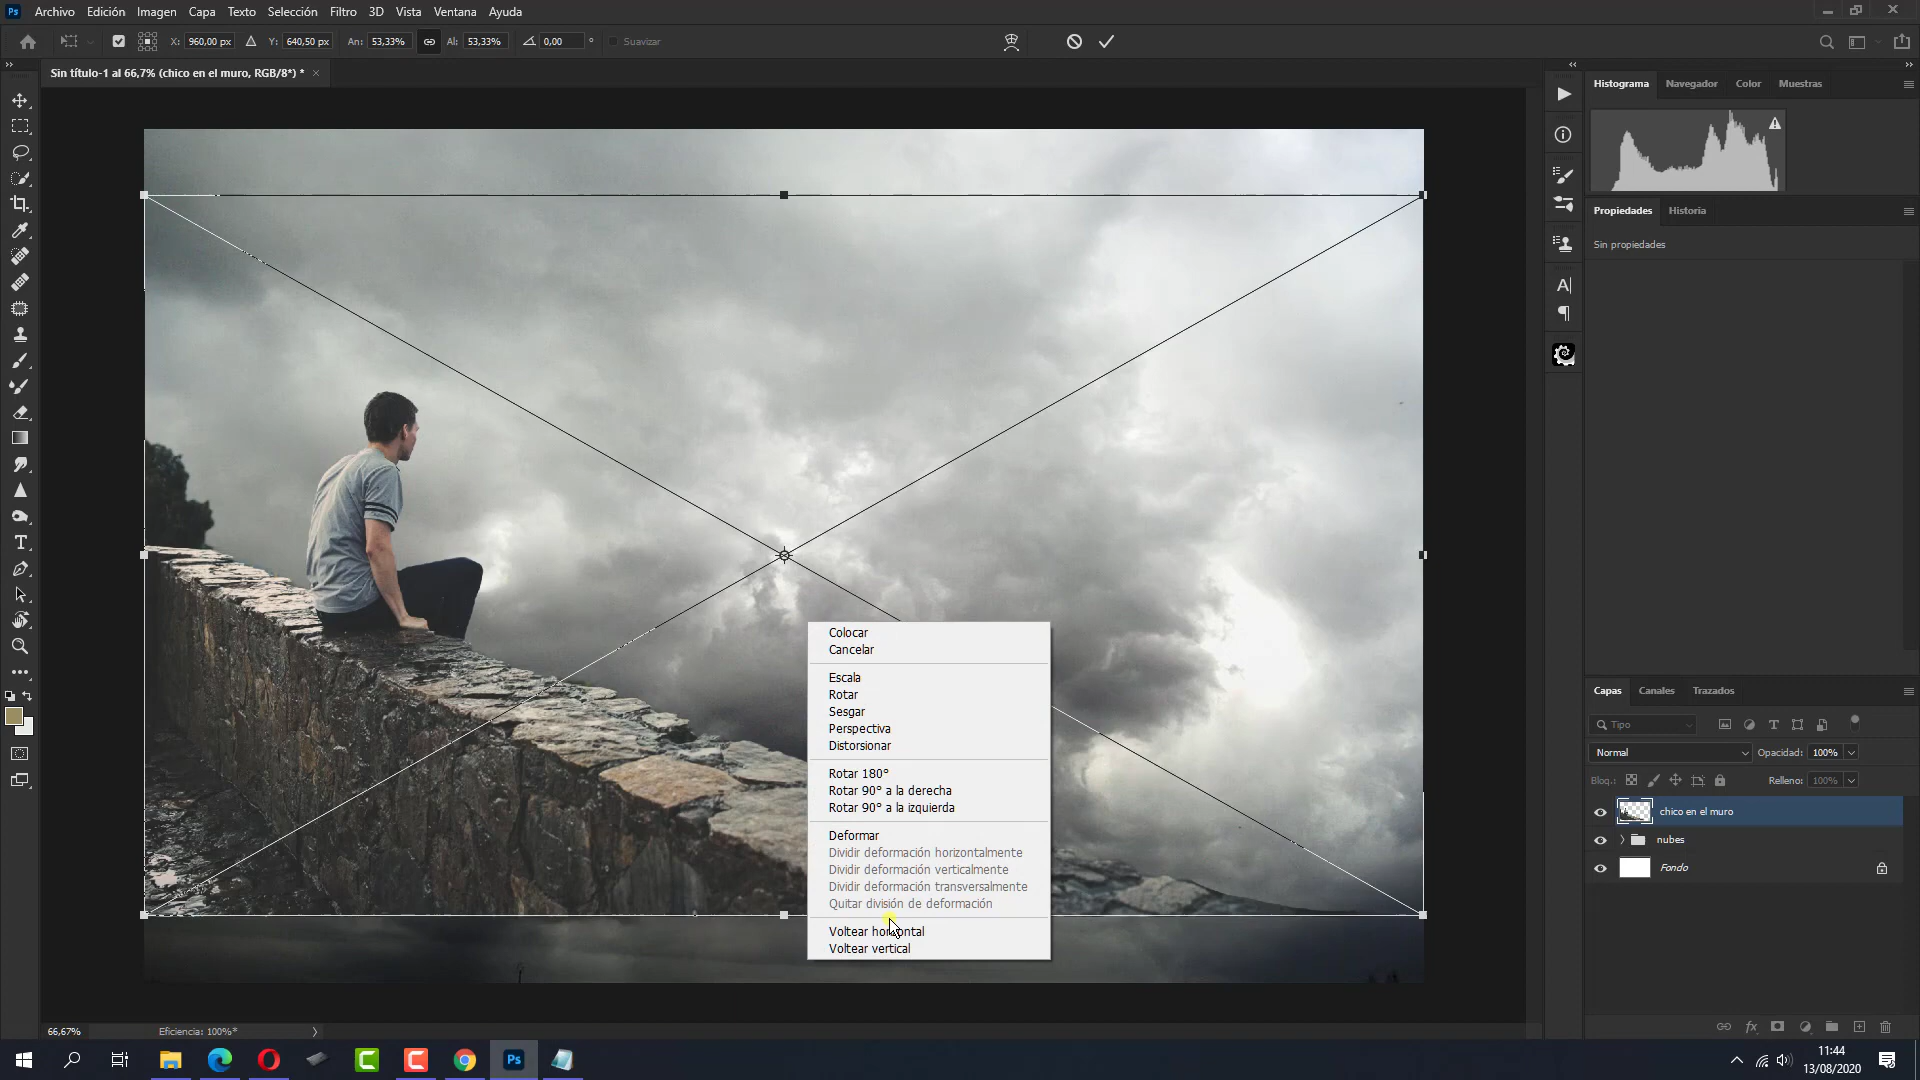 Ps Archivo Edición Imagen Capa Texto Selección Filtro 3D Vista Ventana Ayuda
X: 960,00 px Y: 640,50 px An: 53,33% Al: 53,33% 0,00 ° Suavizar
Sin título-1 al 66,7% (chico en el muro, RGB/8*) * ×
Histograma Navegador Color Muestras
Propiedades Historia
Sin propiedades
Colocar
Cancelar
Escala
Rotar
Sesgar
Perspectiva
Distorsionar
Rotar 180°
Rotar 90° a la derecha
Rotar 90° a la izquierda
Deformar
Dividir deformación horizontalmente
Dividir deformación verticalmente
Dividir deformación transversalmente
Quitar división de deformación
Voltear horizontal
Voltear vertical
Capas Canales Trazados
Tipo
Normal Opacidad: 100%
Bloq.: Relleno: 100%
chico en el muro
nubes
Fondo
66,67% Eficiencia: 100%*
Ps
11:44
13/08/2020